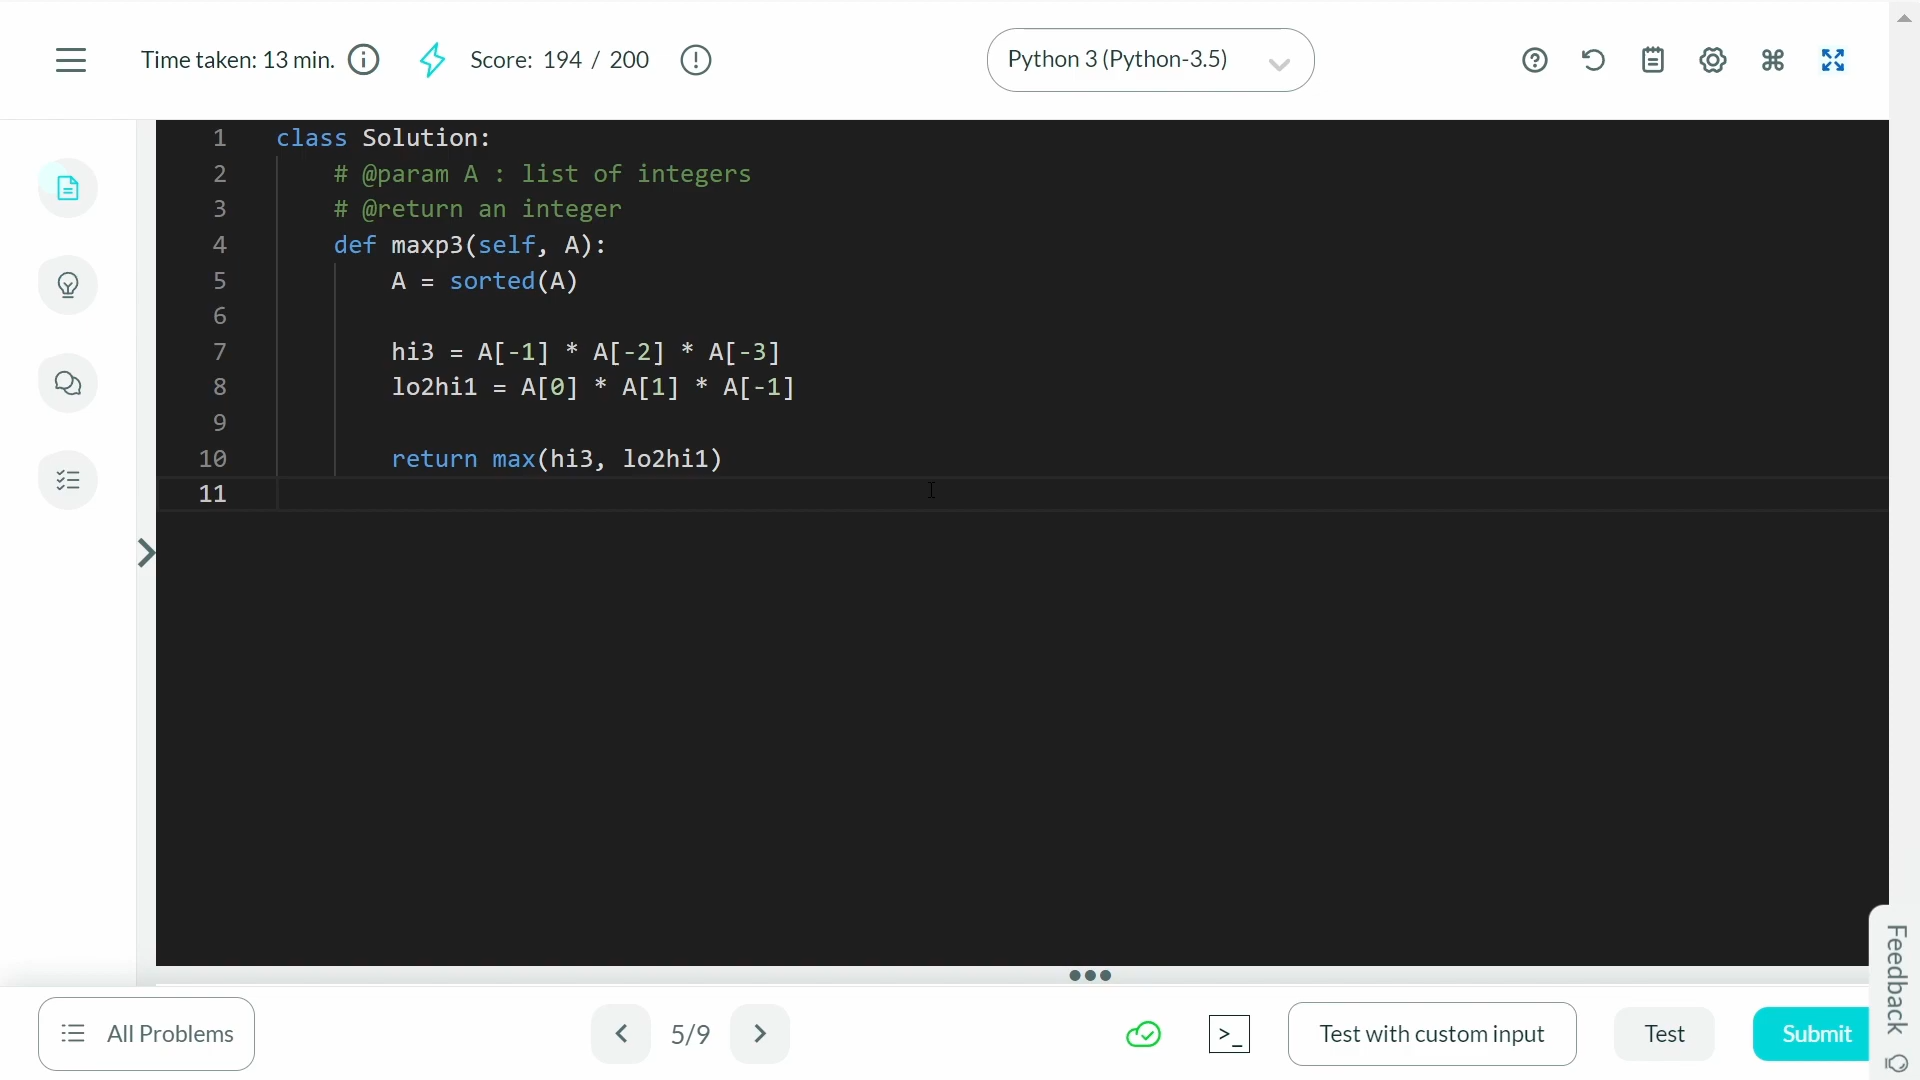 Time taken: 13 min.
Score: 194 / 200
Python 3 (Python-3.5)
1 class Solution:
2 # @param A : list of integers
3 # @return an integer
4 def maxp3(self, A):
5 A = sorted(A)
6
7 hi3 = A[-1] * A[-2] * A[-3]
8 lo2hi1 = A[0] * A[1] * A[-1]
9
10 return max(hi3, lo2hi1)
11
All Problems
5/9
>_
Test with custom input
Test
Submit
Feedback